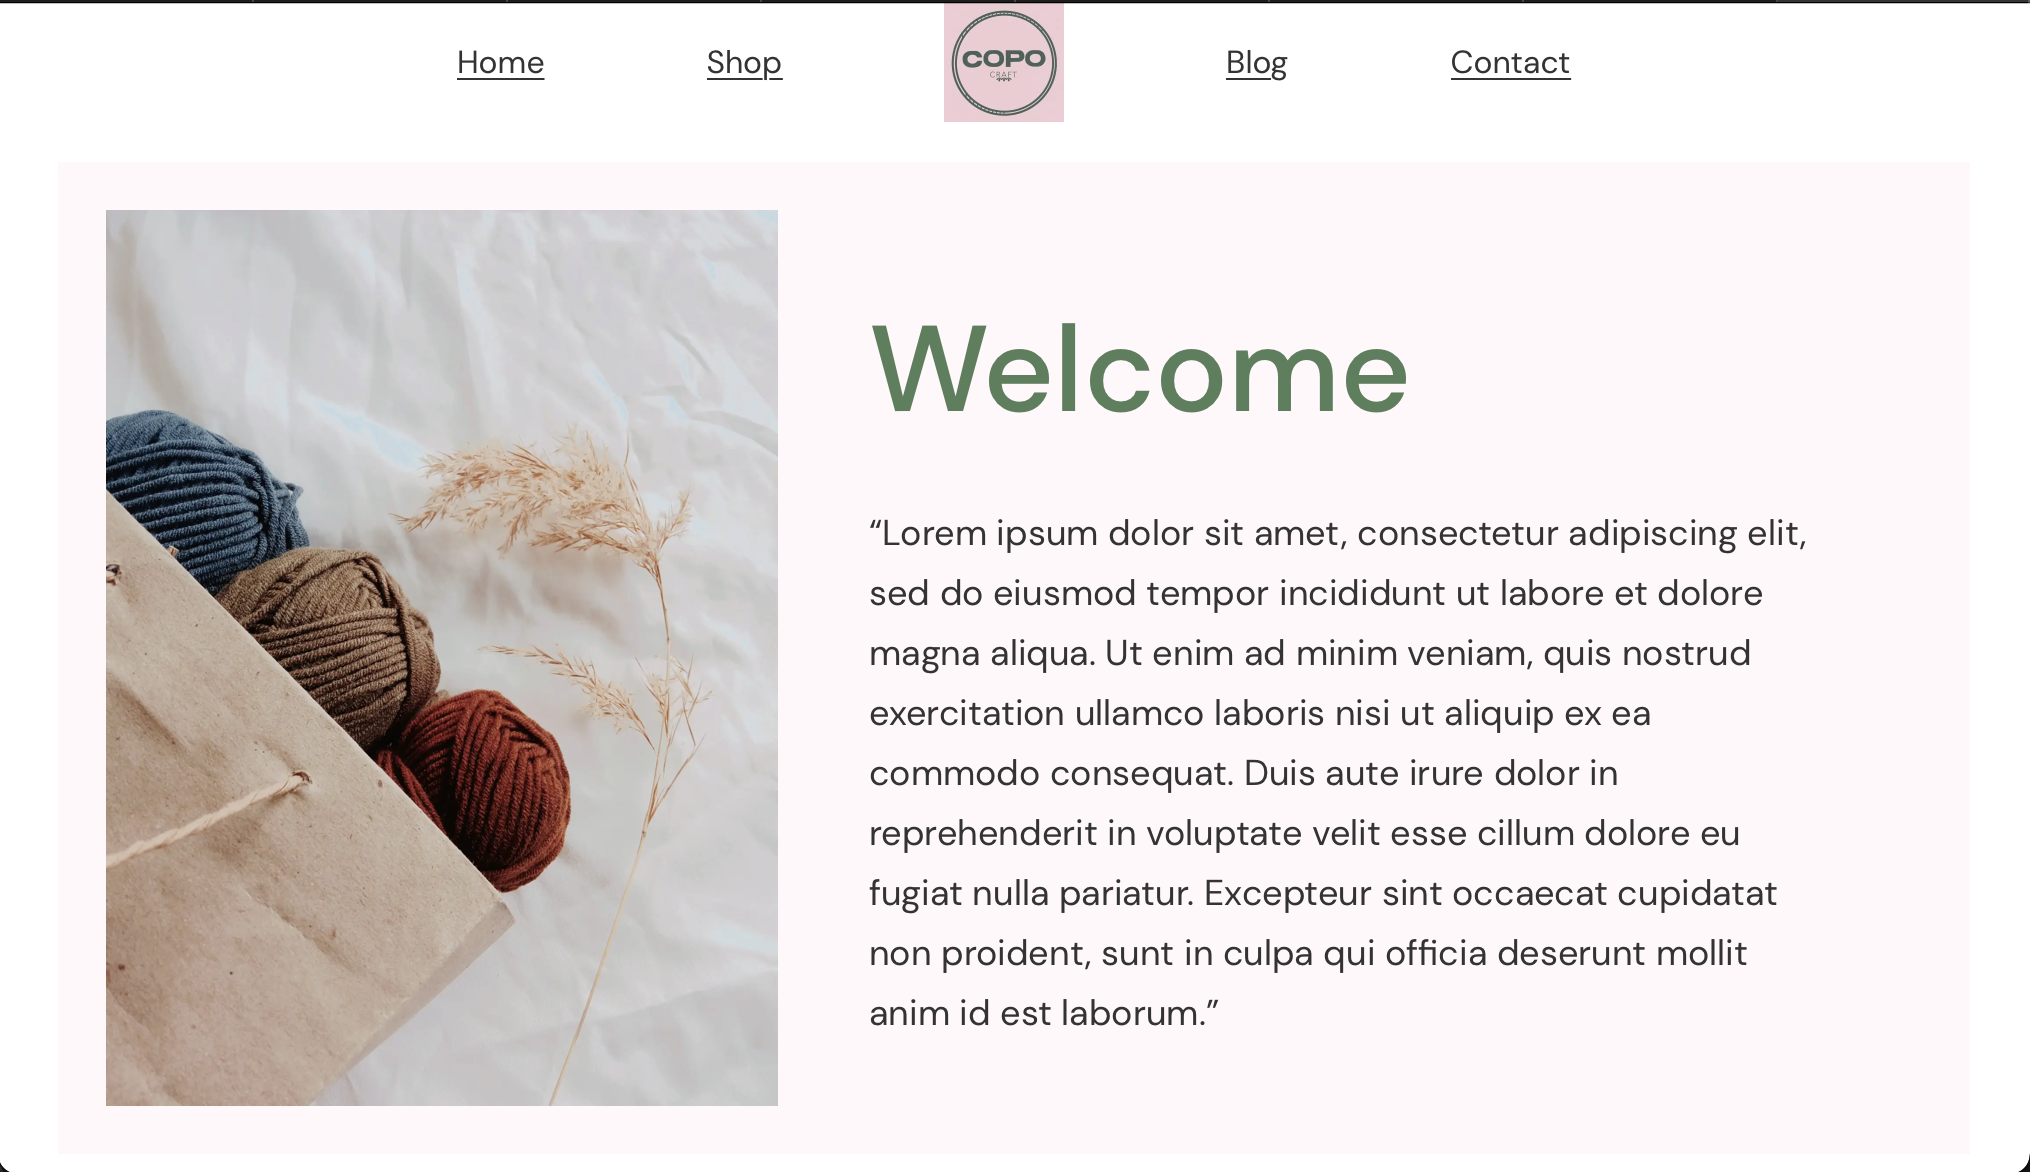 Home
Shop
COPO
CRAFT
Blog
Contact
Welcome
“Lorem ipsum dolor sit amet, consectetur adipiscing elit,
sed do eiusmod tempor incididunt ut labore et dolore
magna aliqua. Ut enim ad minim veniam, quis nostrud
exercitation ullamco laboris nisi ut aliquip ex ea
commodo consequat. Duis aute irure dolor in
reprehenderit in voluptate velit esse cillum dolore eu
fugiat nulla pariatur. Excepteur sint occaecat cupidatat
non proident, sunt in culpa qui officia deserunt mollit
anim id est laborum.”